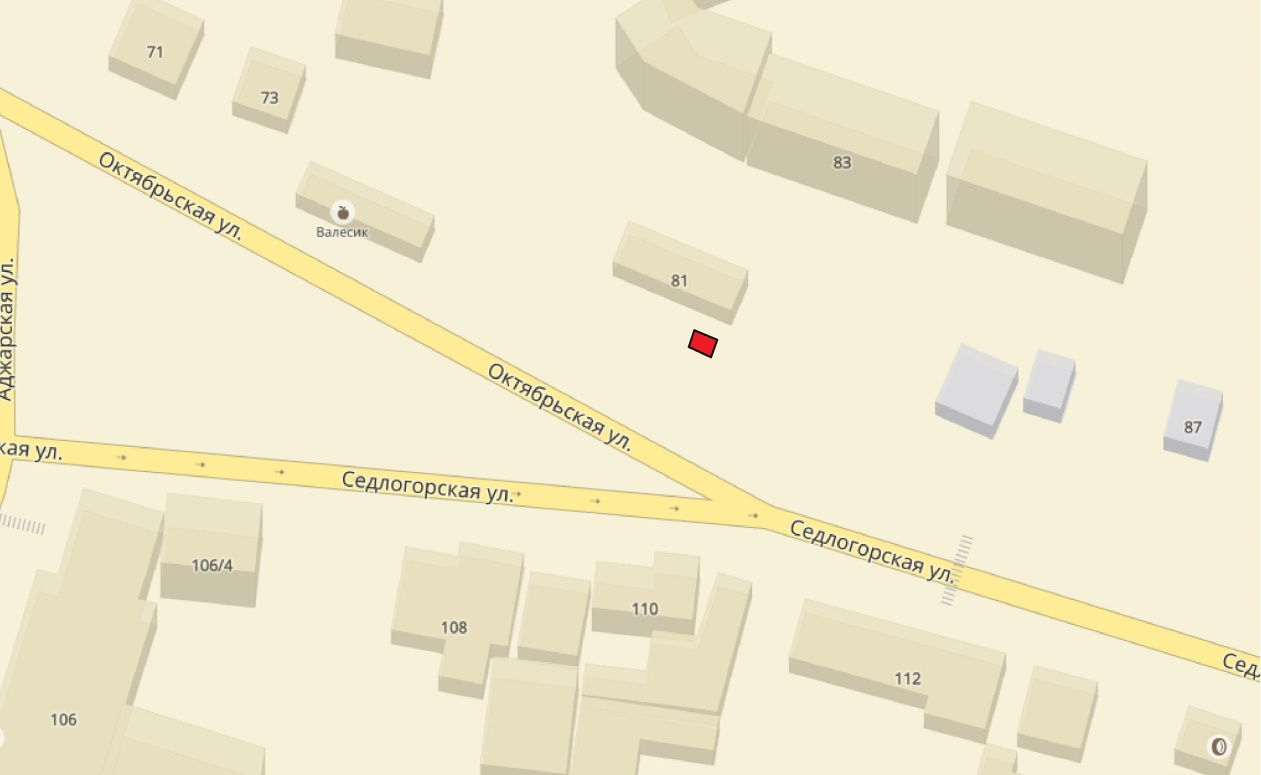 71
73
83
Октябрьская ул.
Валесик
81
Аджарская ул.
Октябрьская ул.
87
кая ул.
Седлогорская ул.
Седлогорская ул.
106/4
110
108
Сед
112
106